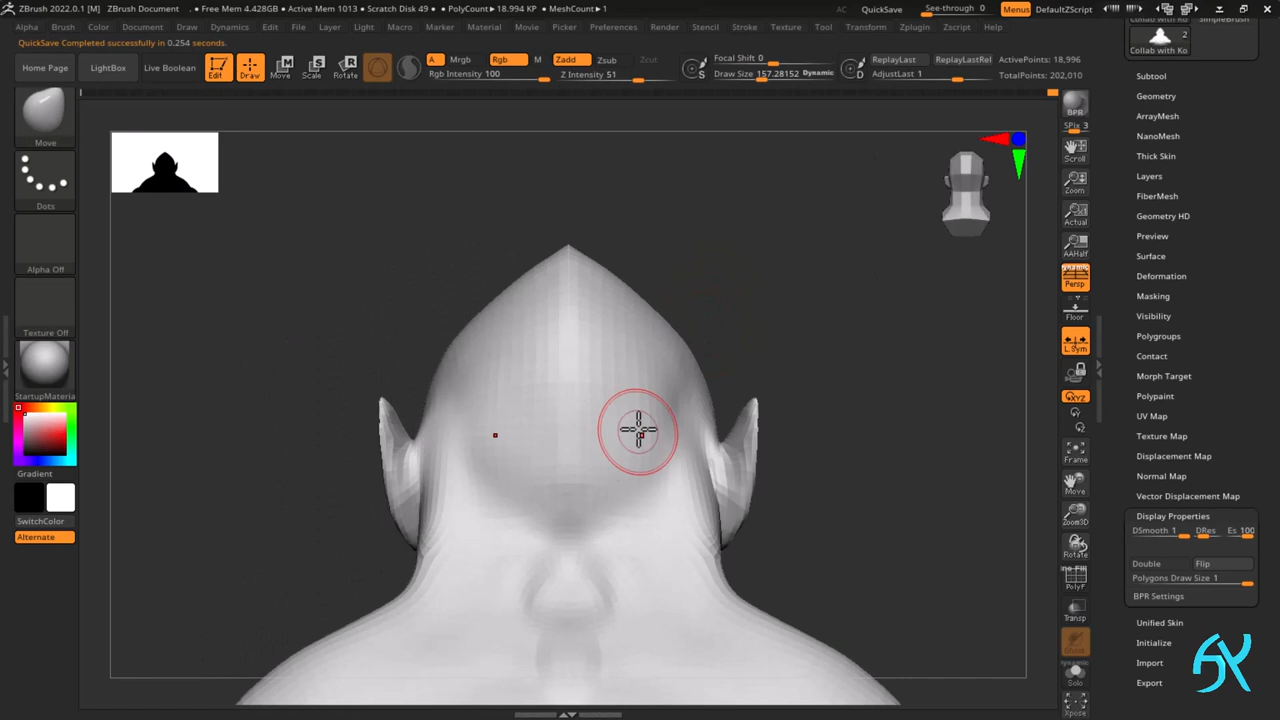 ZBrush 2022.0.1 [M] ZBrush Document . • Free Mem 4.428GB • Active Mem 1013 • Scratch Disk 49 • PolyCount▸18.994 KP • MeshCount▸1 AC QuickSave See-through 0 Menus DefaultZScript
Alpha Brush Color Document Draw Dynamics Edit File Layer Light Macro Marker Material Movie Picker Preferences Render Stencil Stroke Texture Tool Transform Zplugin Zscript Help
QuickSave Completed successfully in 0.254 seconds.
Home Page LightBox Live Boolean Edit Draw Move Scale Rotate
A Mrgb Rgb M Zadd Zsub Zcut
Rgb Intensity 100 Z Intensity 51
Focal Shift 0
Draw Size 157.28152 Dynamic
S
D
ReplayLast ReplayLastRel
AdjustLast 1
ActivePoints: 18,996
TotalPoints: 202,010
Move
Dots
Alpha Off
Texture Off
StartupMateria
Gradient
SwitchColor
Alternate
BPR
SPix 3
Scroll
Zoom
Actual
AAHalf
Persp
Floor
L.Sym
XYZ
Y
Z
Frame
Move
Zoom3D
Rotate
PolyF
Transp
Ghost
Solo
Xpose
2
Collab with Ko
Subtool
Geometry
ArrayMesh
NanoMesh
Thick Skin
Layers
FiberMesh
Geometry HD
Preview
Surface
Deformation
Masking
Visibility
Polygroups
Contact
Morph Target
Polypaint
UV Map
Texture Map
Displacement Map
Normal Map
Vector Displacement Map
Display Properties
DSmooth 1 DRes Es 100
Double Flip
Polygons Draw Size 1
BPR Settings
Unified Skin
Initialize
Import
Export